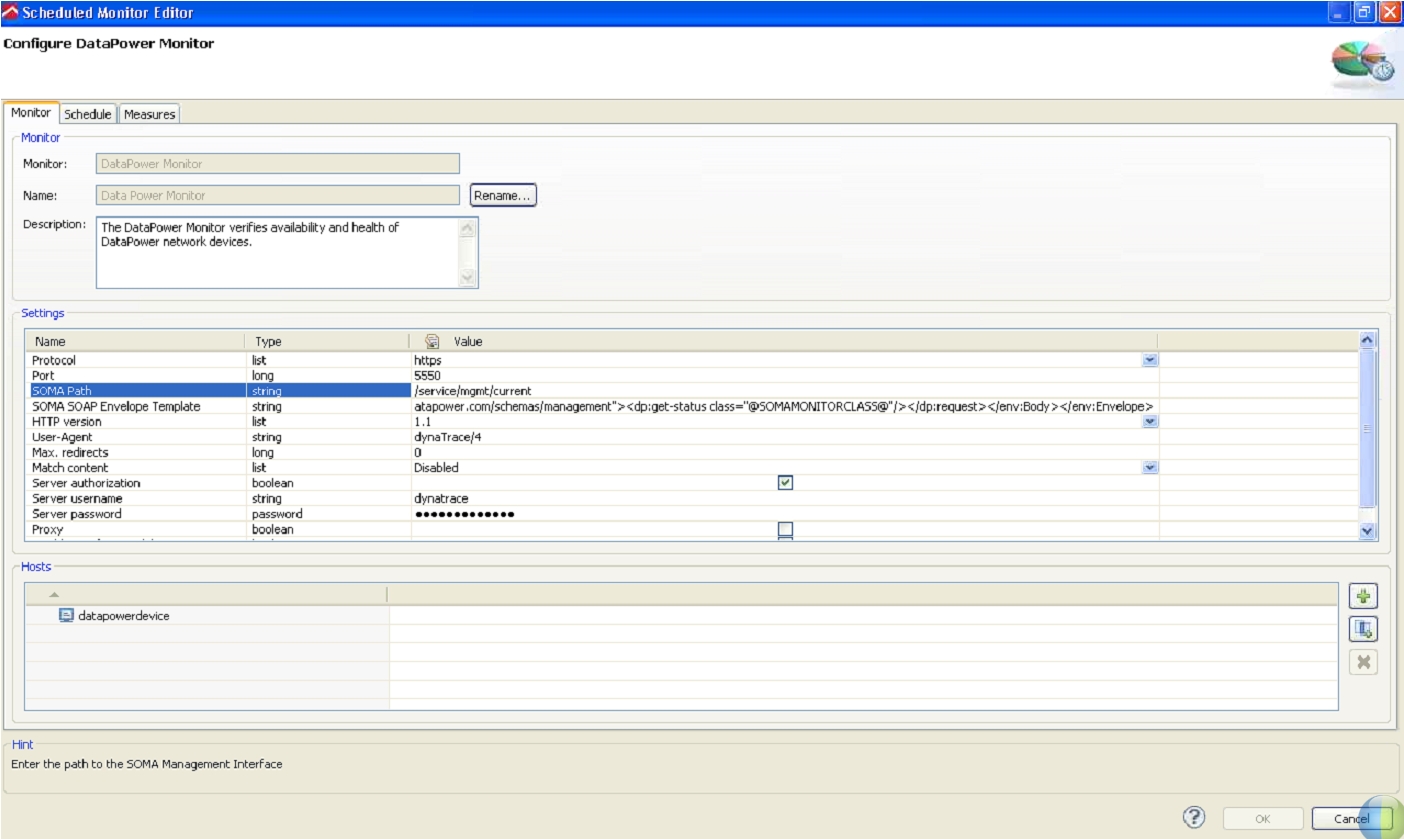 Scheduled Monitor Editor
Configure DataPower Monitor
Monitor Schedule Measures
Monitor
Monitor: DataPower Monitor
Name: Data Power Monitor Rename...
Description: The DataPower Monitor verifies availability and health of
DataPower network devices.
Settings
Name Type Value
Protocol list https
Port long 5550
SOMA Path string /service/mgmt/current
SOMA SOAP Envelope Template string atapower.com/schemas/management"><dp:get-status class="@SOMAMONITORCLASS@"/></dp:request></env:Body></env:Envelope>
HTTP version list 1.1
User-Agent string dynaTrace/4
Max. redirects long 0
Match content list Disabled
Server authorization boolean
Server username string dynatrace
Server password password ●●●●●●●●●●●●●
Proxy boolean
Hosts
datapowerdevice
Hint
Enter the path to the SOMA Management Interface
OK Cancel